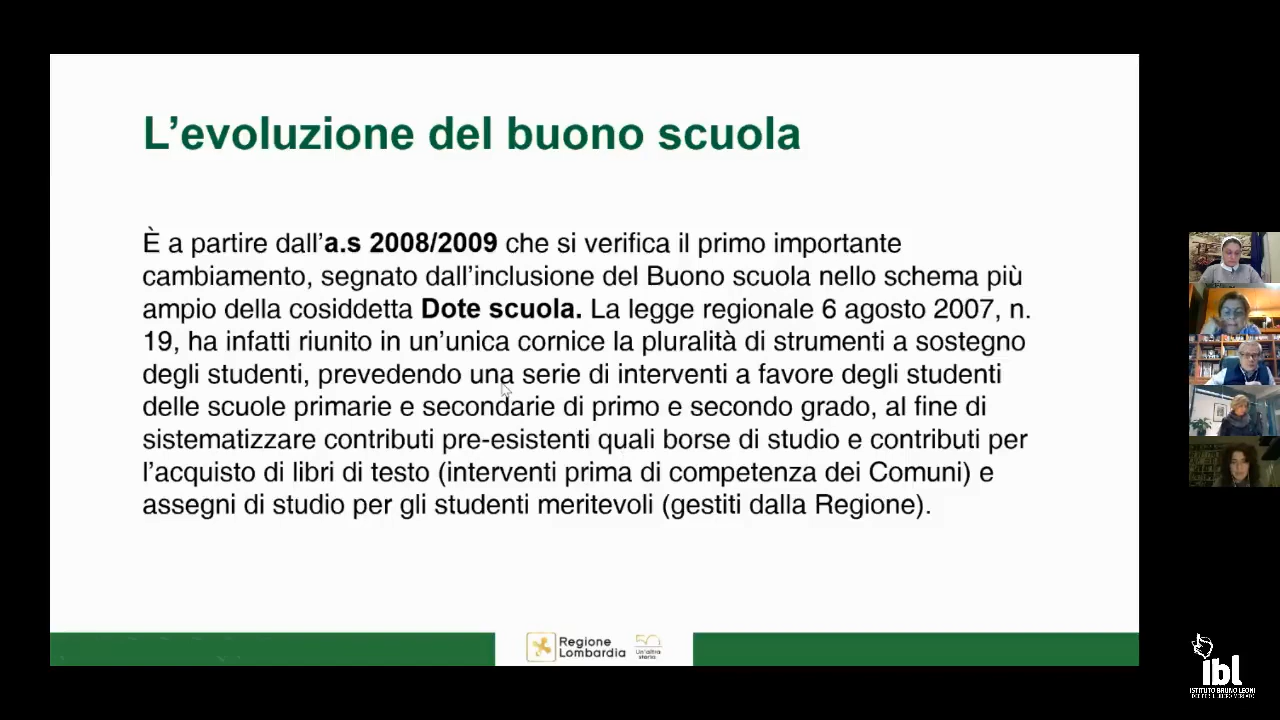 L’evoluzione del buono scuola
È a partire dall’a.s 2008/2009 che si verifica il primo importante
cambiamento, segnato dall’inclusione del Buono scuola nello schema più
ampio della cosiddetta Dote scuola. La legge regionale 6 agosto 2007, n.
19, ha infatti riunito in un’unica cornice la pluralità di strumenti a sostegno
degli studenti, prevedendo una serie di interventi a favore degli studenti
delle scuole primarie e secondarie di primo e secondo grado, al fine di
sistematizzare contributi pre-esistenti quali borse di studio e contributi per
l’acquisto di libri di testo (interventi prima di competenza dei Comuni) e
assegni di studio per gli studenti meritevoli (gestiti dalla Regione).
Regione
Lombardia
50
Un'altra
storia
ibl
ISTITUTO BRUNO LEONI